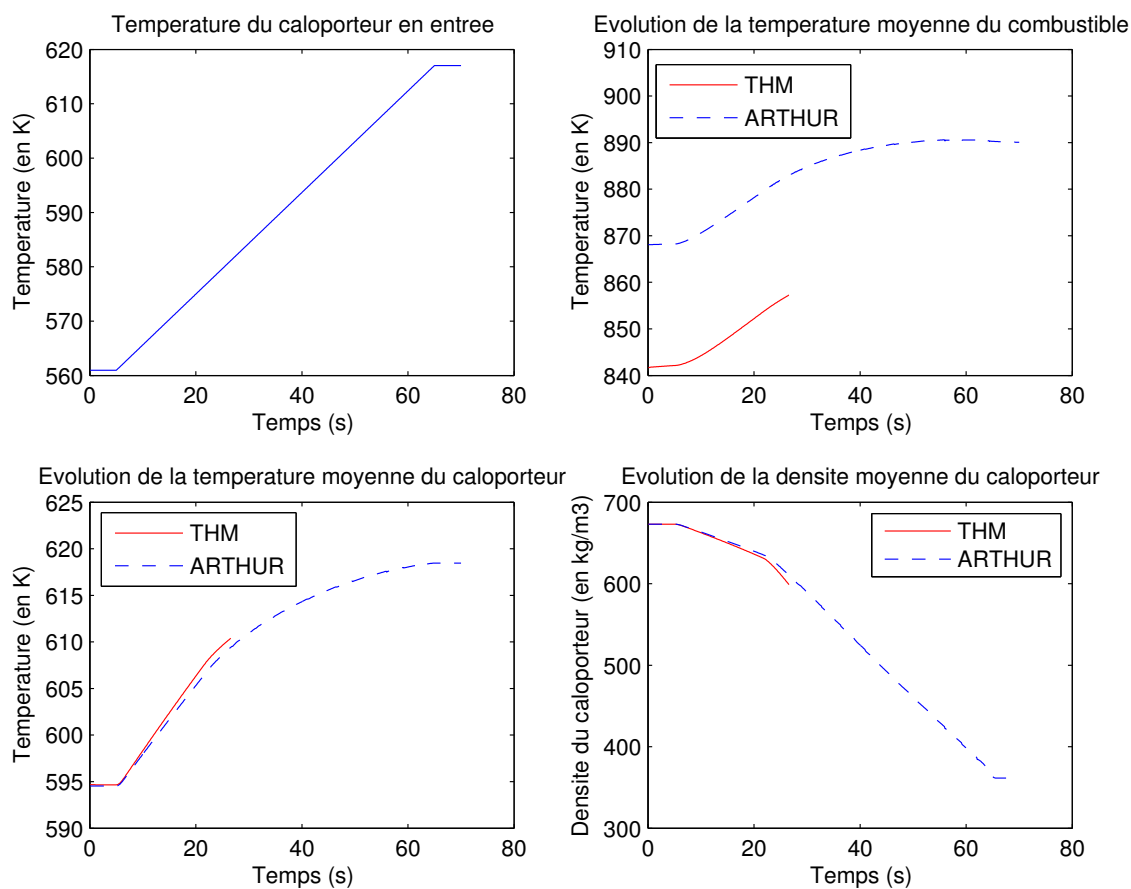 Temperature du caloporteur en entree
620
610
600
590
580
570
560
0
20
40
60
80
Temperature (en K)
Temps (s)
Evolution de la temperature moyenne du combustible
910
900
890
880
870
860
850
840
0
20
40
60
80
Temperature (en K)
Temps (s)
THM
ARTHUR
Evolution de la temperature moyenne du caloporteur
625
620
615
610
605
600
595
590
0
20
40
60
80
Temperature (en K)
Temps (s)
THM
ARTHUR
Evolution de la densite moyenne du caloporteur
700
600
500
400
300
0
20
40
60
80
Densite du caloporteur (en kg/m3)
Temps (s)
THM
ARTHUR